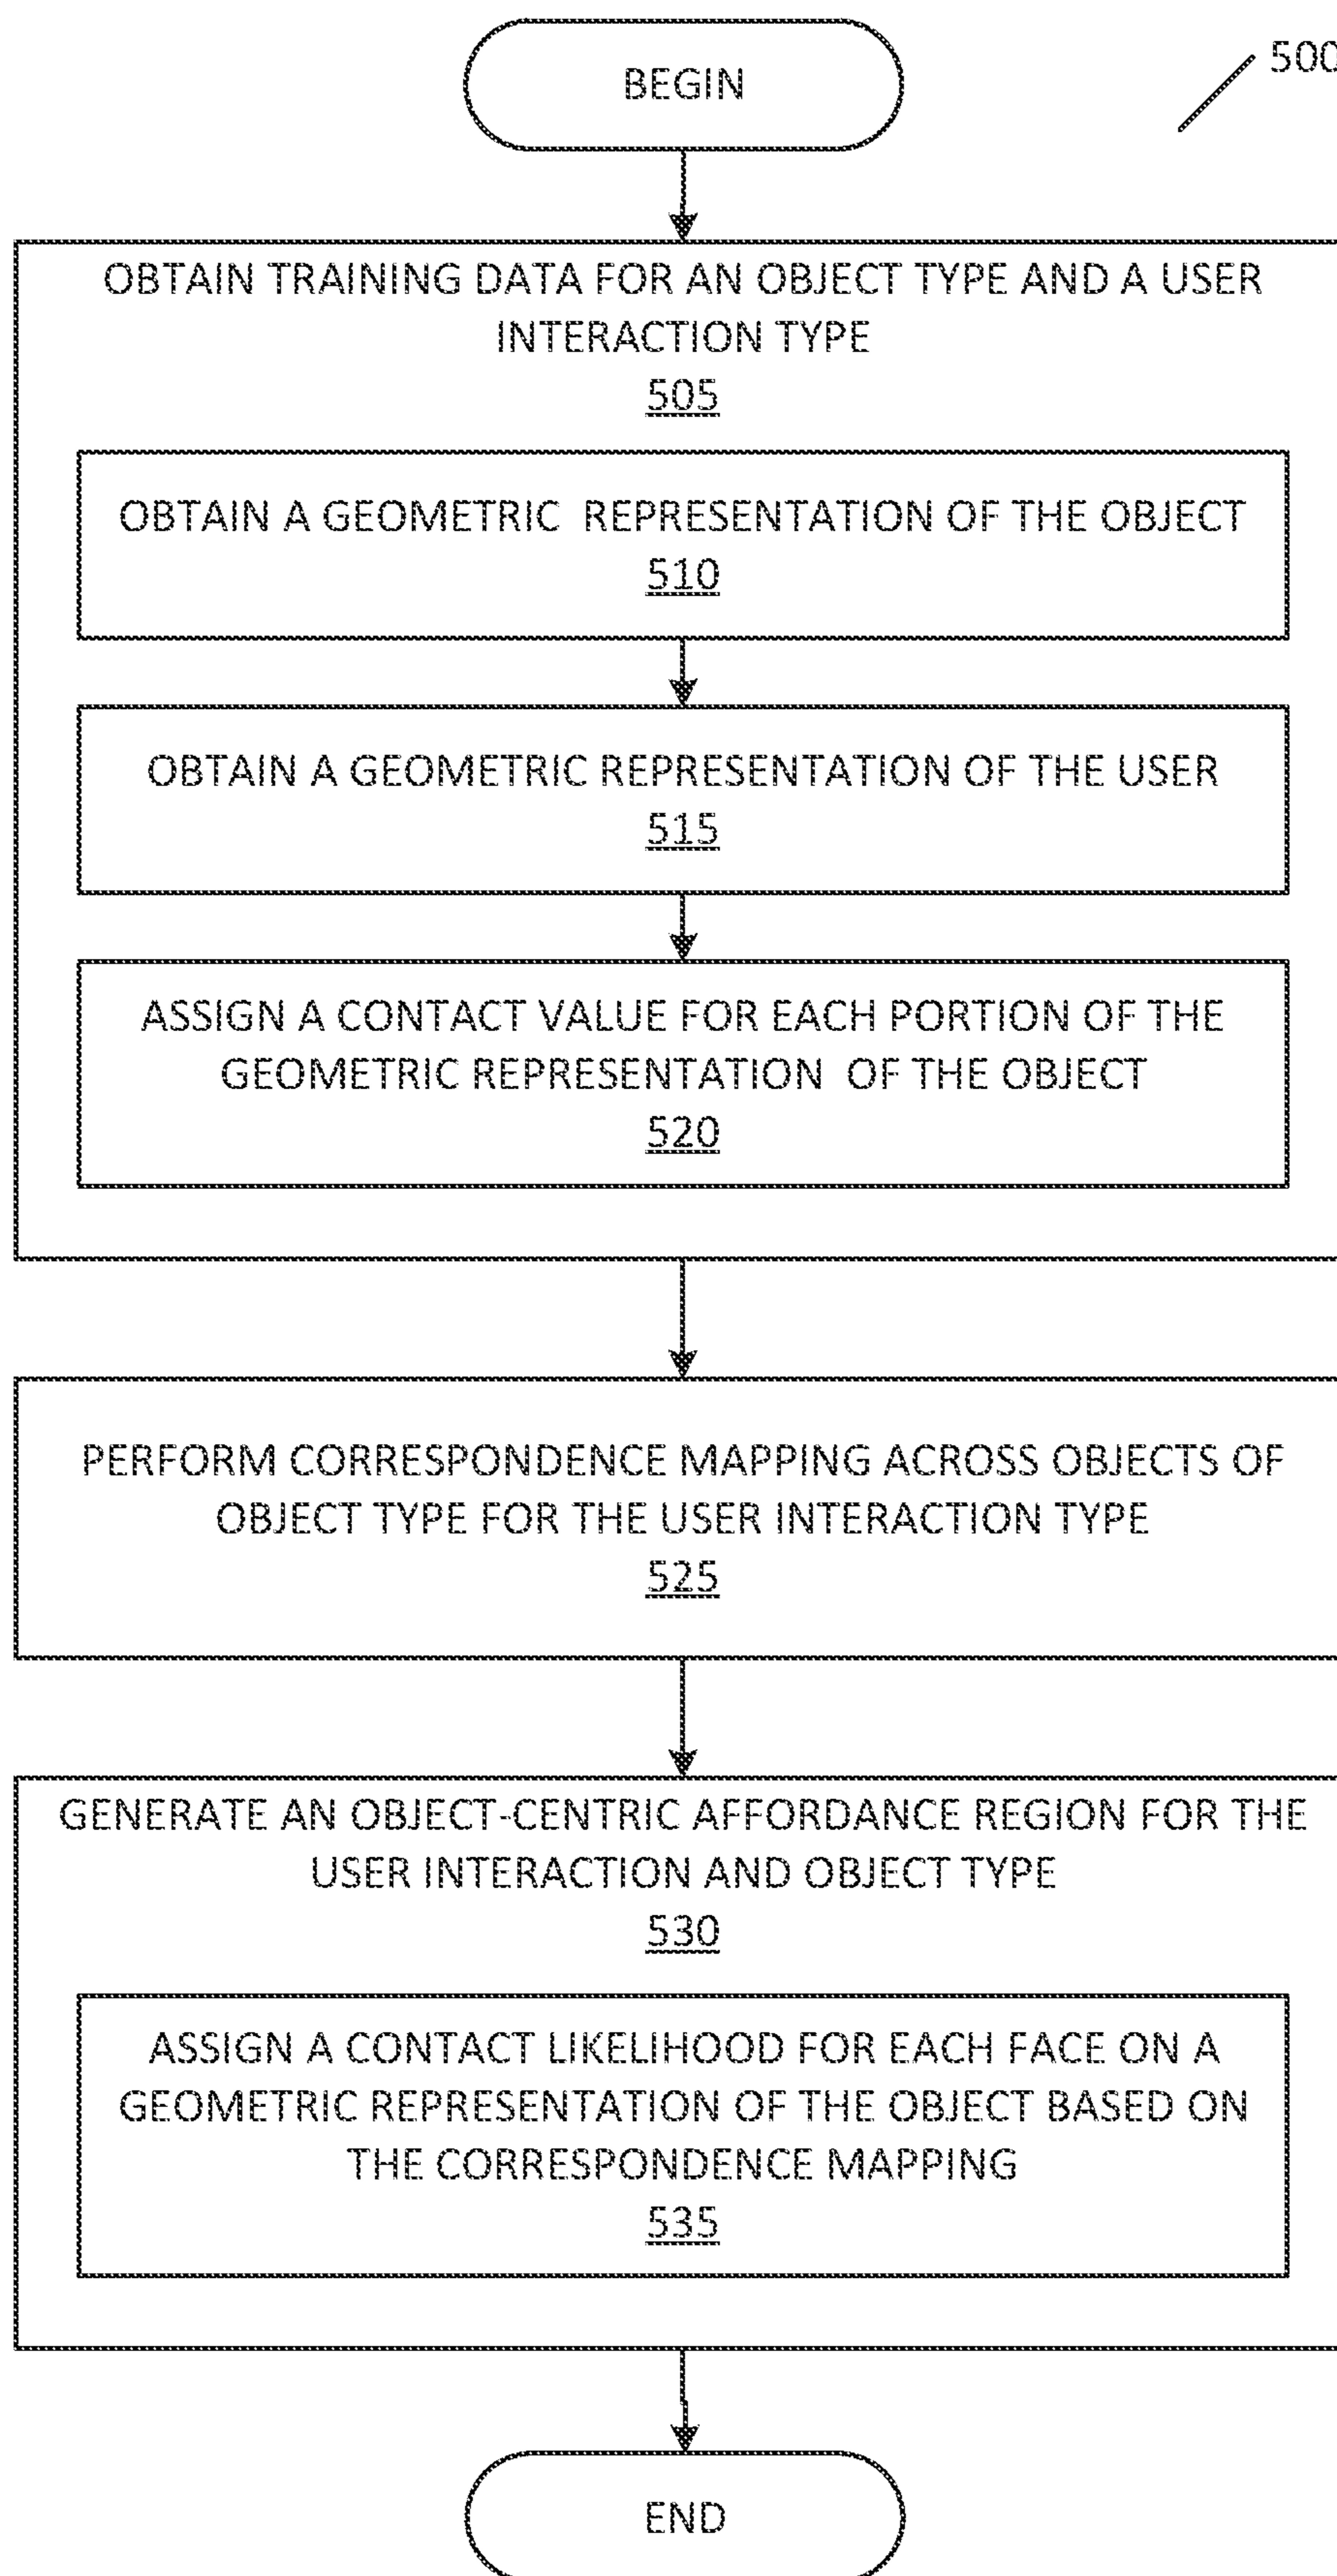 BEGIN
500
OBTAIN TRAINING DATA FOR AN OBJECT TYPE AND A USER
INTERACTION TYPE
505
OBTAIN A GEOMETRIC REPRESENTATION OF THE OBJECT
510
OBTAIN A GEOMETRIC REPRESENTATION OF THE USER
515
ASSIGN A CONTACT VALUE FOR EACH PORTION OF THE
GEOMETRIC REPRESENTATION OF THE OBJECT
520
PERFORM CORRESPONDENCE MAPPING ACROSS OBJECTS OF
OBJECT TYPE FOR THE USER INTERACTION TYPE
525
GENERATE AN OBJECT-CENTRIC AFFORDANCE REGION FOR THE
USER INTERACTION AND OBJECT TYPE
530
ASSIGN A CONTACT LIKELIHOOD FOR EACH FACE ON A
GEOMETRIC REPRESENTATION OF THE OBJECT BASED ON
THE CORRESPONDENCE MAPPING
535
END